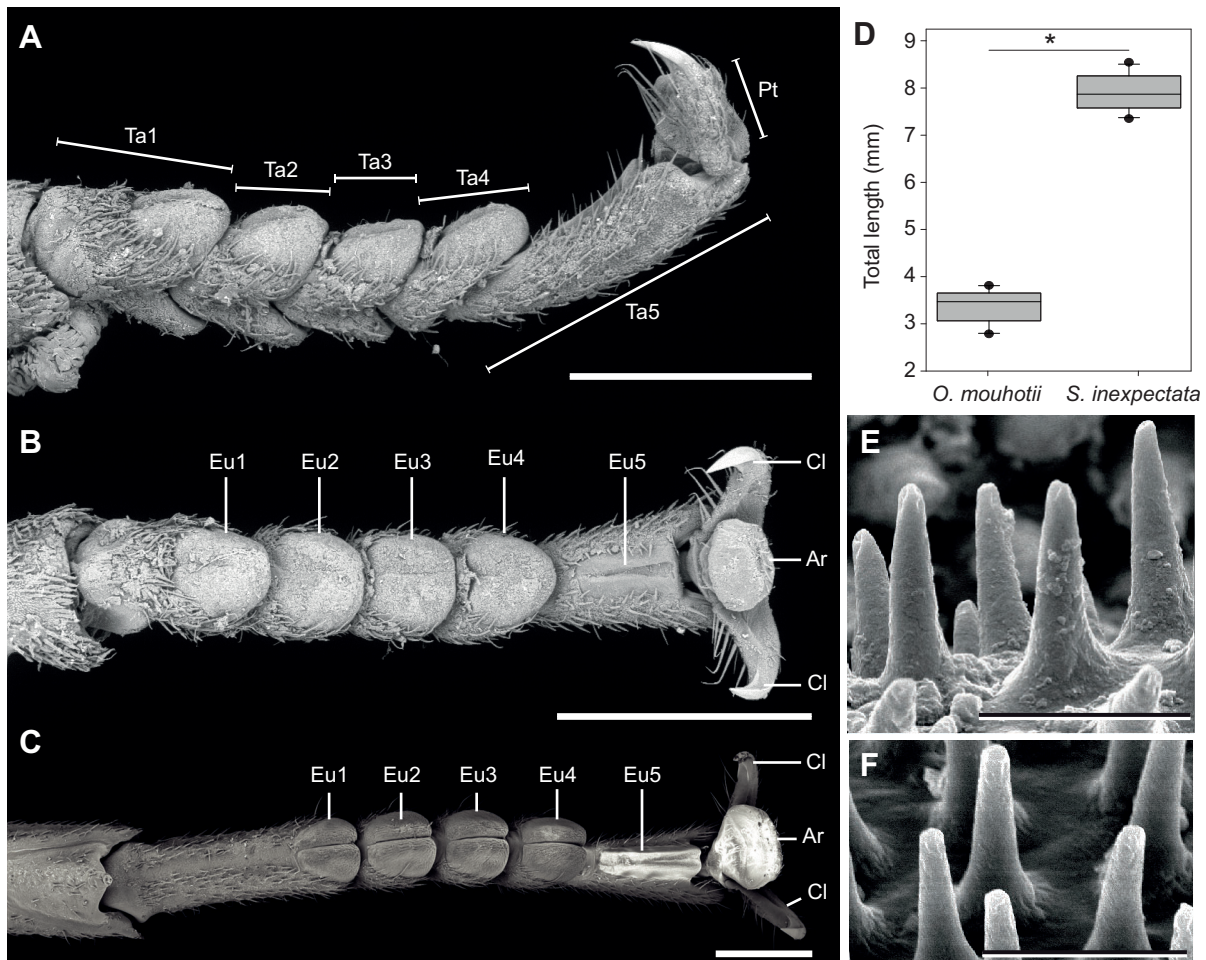 A
Ta1
Ta2
Ta3
Ta4
Ta5
Pt
B
Eu1
Eu2
Eu3
Eu4
Eu5
Cl
Ar
Cl
C
Eu1
Eu2
Eu3
Eu4
Eu5
Cl
Ar
Cl
D
*
Total length (mm)
9
8
7
6
5
4
3
2
O. mouhotii
S. inexpectata
E
F